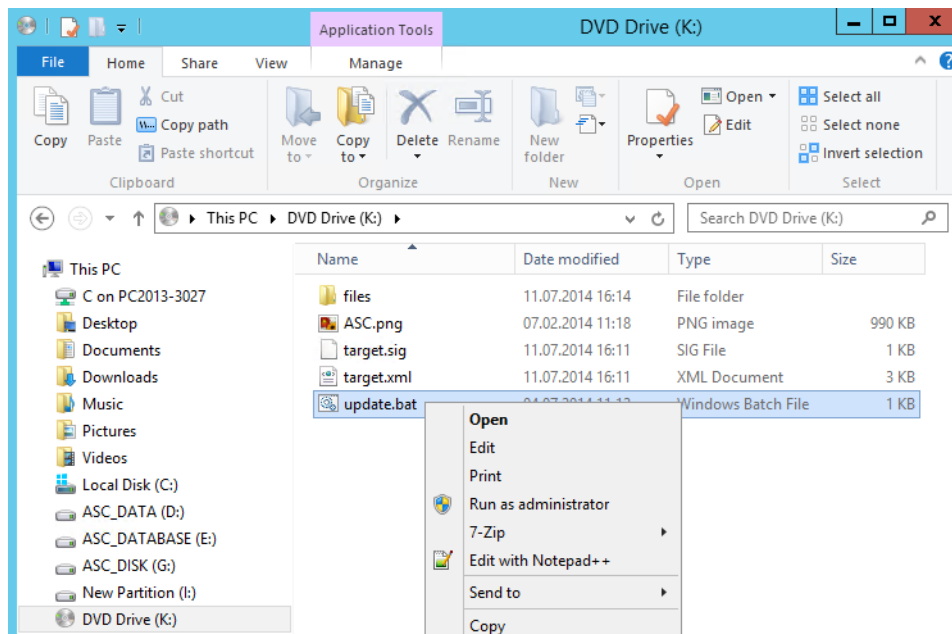 Application Tools
DVD Drive (K:)
File
Home
Share
View
Manage
Copy
Paste
Cut
Copy path
Paste shortcut
Clipboard
Move to
Copy to
Delete
Rename
Organize
New folder
New
Properties
Open
Edit
Open
Select all
Select none
Invert selection
Select
This PC
DVD Drive (K:)
Search DVD Drive (K:)
This PC
C on PC2013-3027
Desktop
Documents
Downloads
Music
Pictures
Videos
Local Disk (C:)
ASC_DATA (D:)
ASC_DATABASE (E:)
ASC_DISK (G:)
New Partition (I:)
DVD Drive (K:)
Name Date modified Type Size
files 11.07.2014 16:14 File folder
ASC.png 07.02.2014 11:18 PNG image 990 KB
target.sig 11.07.2014 16:11 SIG File 1 KB
target.xml 11.07.2014 16:11 XML Document 3 KB
update.bat Windows Batch File 1 KB
Open
Edit
Print
Run as administrator
7-Zip
Edit with Notepad++
Send to
Copy